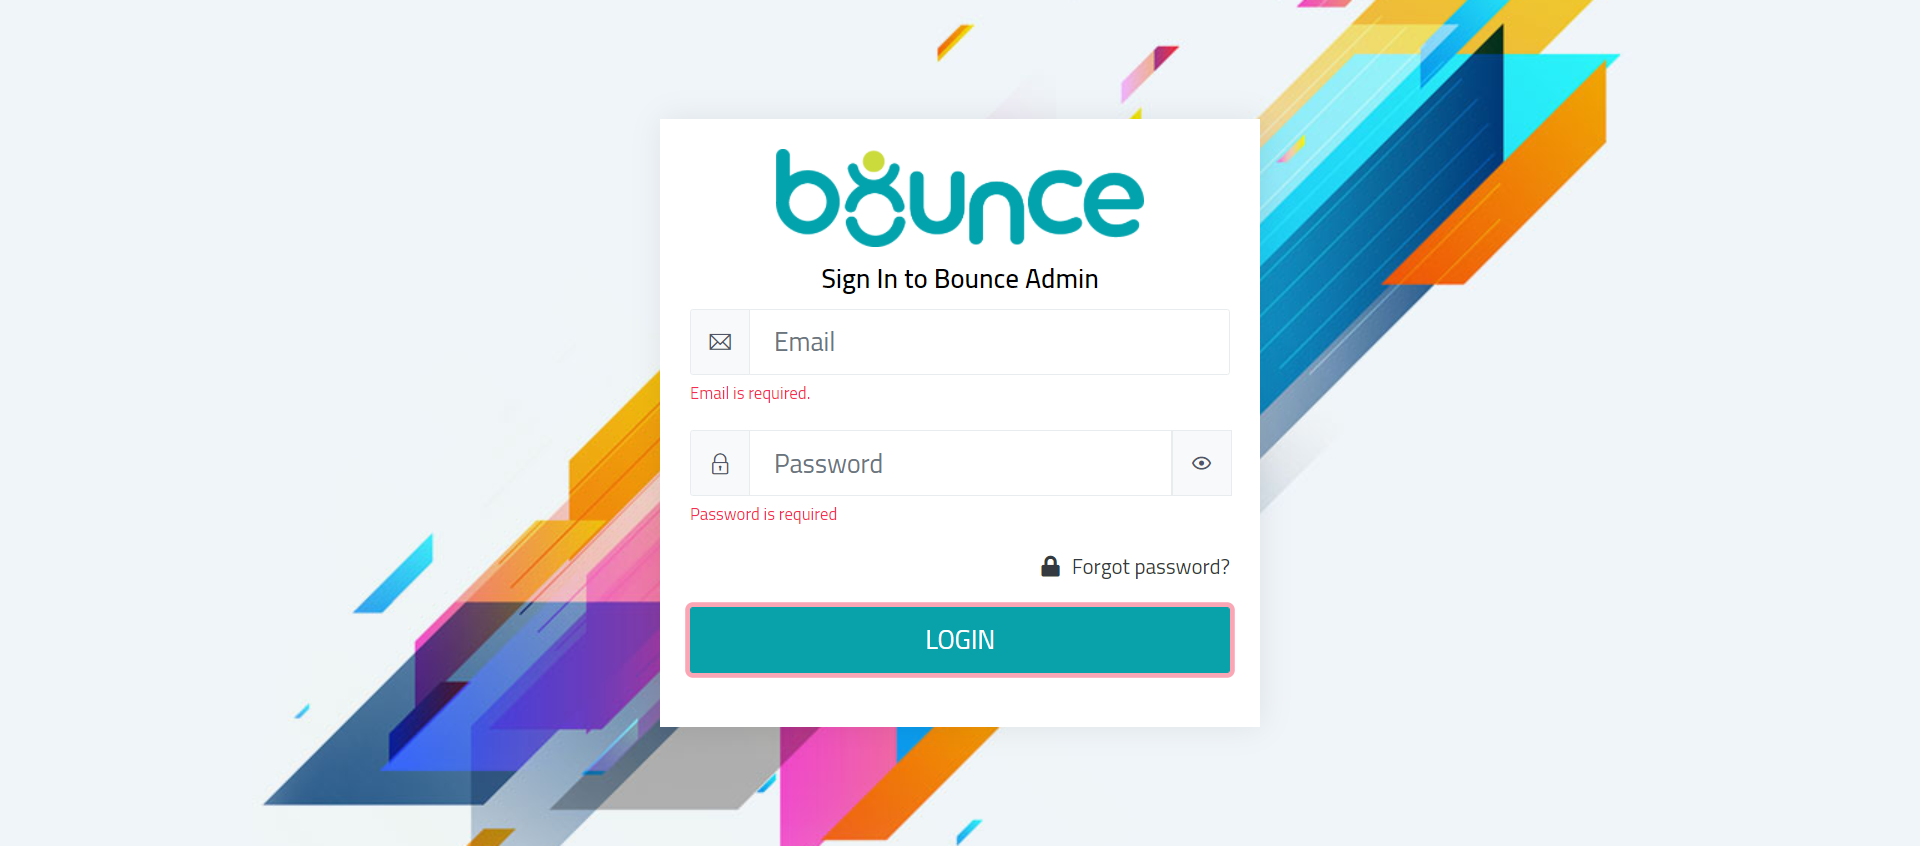 bounce
Sign In to Bounce Admin
Email
Email is required.
Password
Password is required
Forgot password?
LOGIN